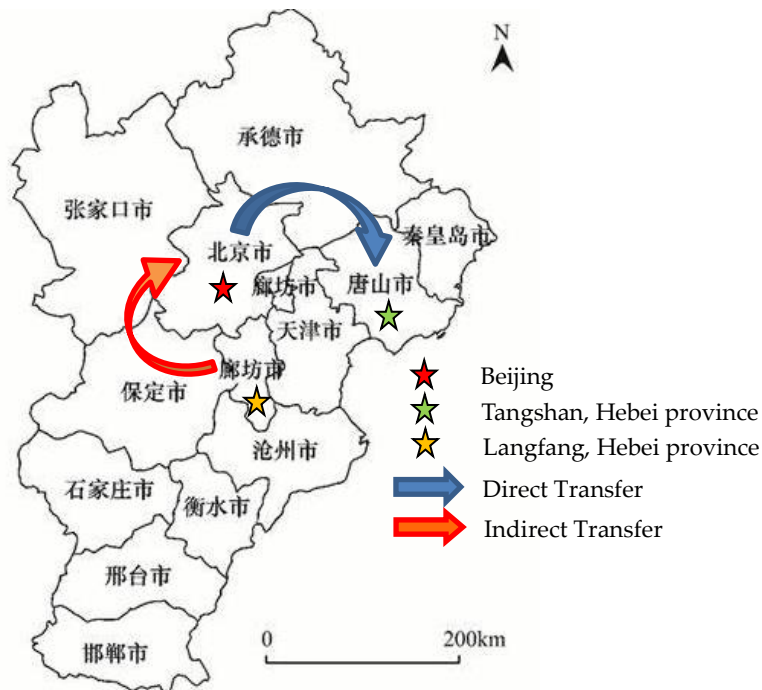 N
承德市
张家口市
秦皇岛市
北京市
廊坊市
唐山市
天津市
廊坊市
保定市
沧州市
石家庄市
衡水市
邢台市
邯郸市
Beijing
Tangshan, Hebei province
Langfang, Hebei province
Direct Transfer
Indirect Transfer
0
200km